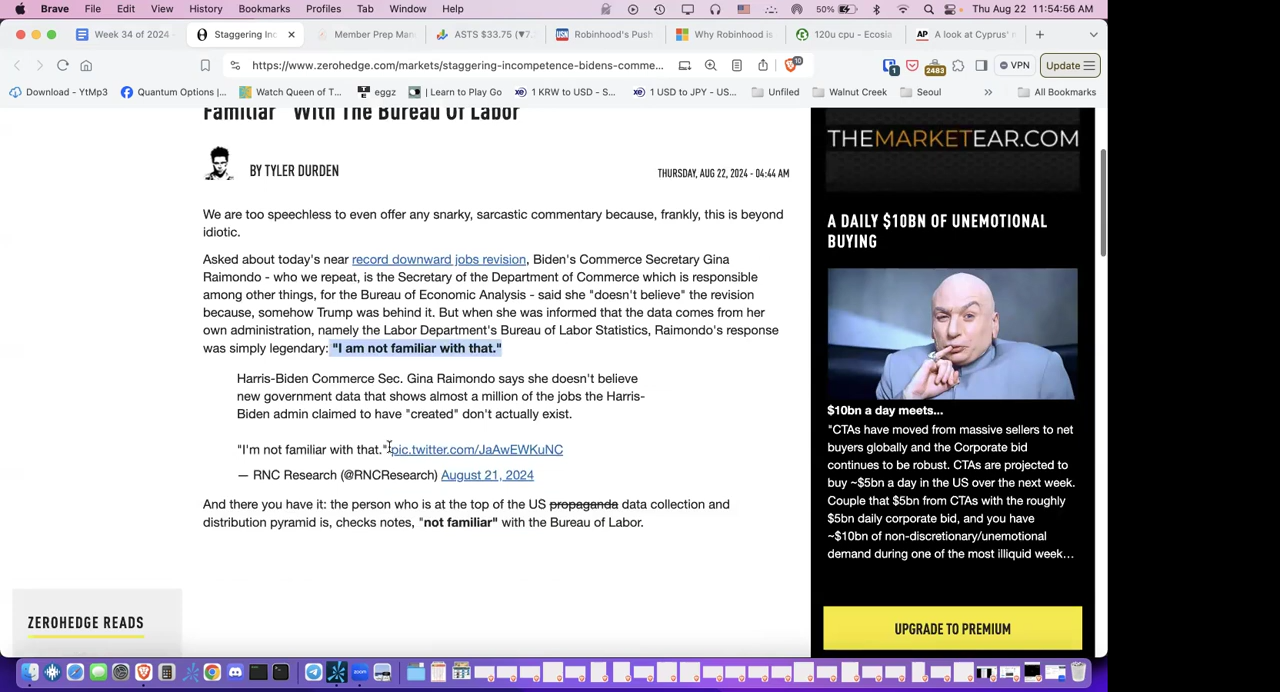 Brave File Edit View History Bookmarks Profiles Tab Window Help 50% Thu Aug 22 11:54:56 AM
Week 34 of 2024 Staggering Inc Member Prep Mar ASTS $33.75 (▼7. Robinhood's Push Why Robinhood is 120u cpu - Ecosia AP A look at Cyprus'
https://www.zerohedge.com/markets/staggering-incompetence-bidens-comme... 10 1 2483 VPN Update
Download - YtMp3 Quantum Options |... Watch Queen of T... eggz | Learn to Play Go 1 KRW to USD - S... 1 USD to JPY - US... Unfiled Walnut Creek Seoul » All Bookmarks
Familiar" With The Bureau Of Labor
BY TYLER DURDEN
THURSDAY, AUG 22, 2024 - 04:44 AM
We are too speechless to even offer any snarky, sarcastic commentary because, frankly, this is beyond
idiotic.
Asked about today's near record downward jobs revision, Biden's Commerce Secretary Gina
Raimondo - who we repeat, is the Secretary of the Department of Commerce which is responsible
among other things, for the Bureau of Economic Analysis - said she "doesn't believe" the revision
because, somehow Trump was behind it. But when she was informed that the data comes from her
own administration, namely the Labor Department's Bureau of Labor Statistics, Raimondo's response
was simply legendary: "I am not familiar with that."
Harris-Biden Commerce Sec. Gina Raimondo says she doesn't believe
new government data that shows almost a million of the jobs the Harris-
Biden admin claimed to have "created" don't actually exist.
"I'm not familiar with that." pic.twitter.com/JaAwEWKuNC
— RNC Research (@RNCResearch) August 21, 2024
And there you have it: the person who is at the top of the US propaganda data collection and
distribution pyramid is, checks notes, "not familiar" with the Bureau of Labor.
ZEROHEDGE READS
THEMARKETEAR.COM
A DAILY $10BN OF UNEMOTIONAL
BUYING
$10bn a day meets...
"CTAs have moved from massive sellers to net
buyers globally and the Corporate bid
continues to be robust. CTAs are projected to
buy ~$5bn a day in the US over the next week.
Couple that $5bn from CTAs with the roughly
$5bn daily corporate bid, and you have
~$10bn of non-discretionary/unemotional
demand during one of the most illiquid week...
UPGRADE TO PREMIUM